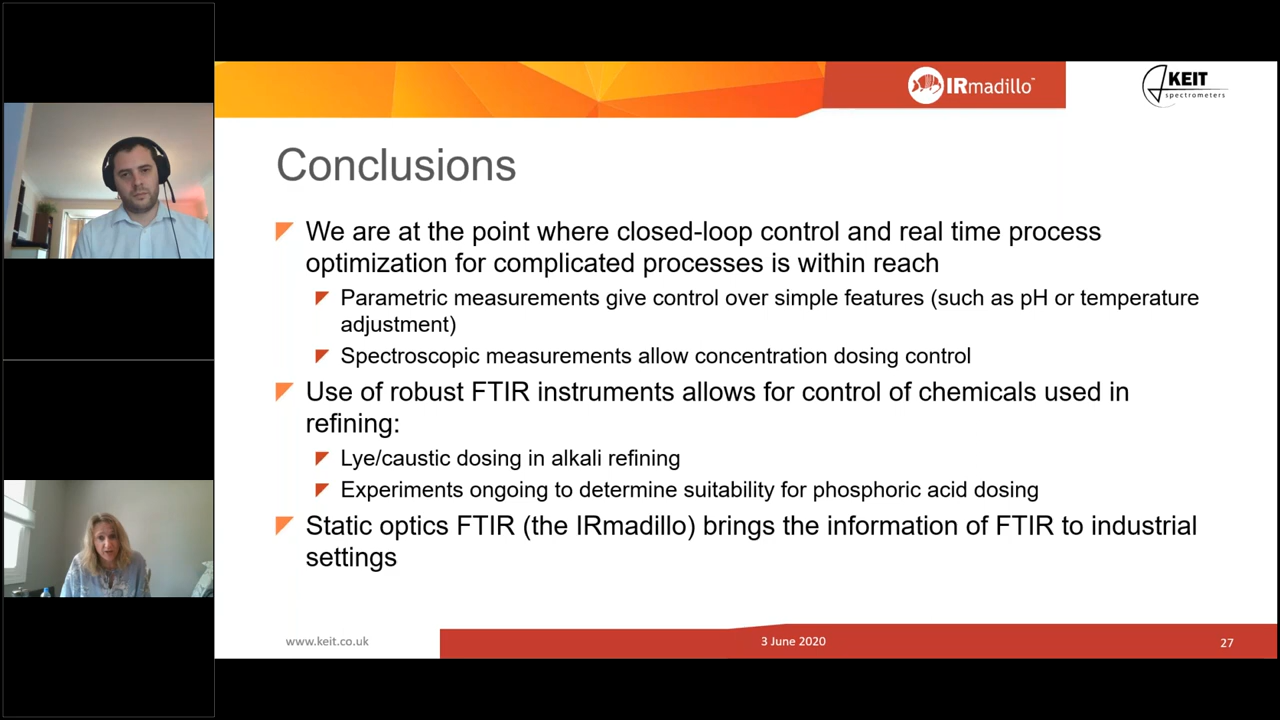 IRmadillo™
KEIT
spectrometers
Conclusions
We are at the point where closed-loop control and real time process
optimization for complicated processes is within reach
Parametric measurements give control over simple features (such as pH or temperature
adjustment)
Spectroscopic measurements allow concentration dosing control
Use of robust FTIR instruments allows for control of chemicals used in
refining:
Lye/caustic dosing in alkali refining
Experiments ongoing to determine suitability for phosphoric acid dosing
Static optics FTIR (the IRmadillo) brings the information of FTIR to industrial
settings
www.keit.co.uk
3 June 2020
27